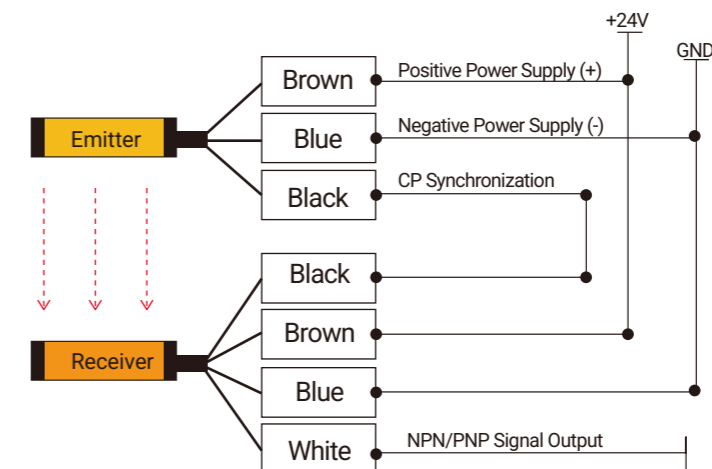 +24V
GND
Brown
Positive Power Supply (+)
Emitter
Blue
Negative Power Supply (-)
Black
CP Synchronization
Black
Brown
Receiver
Blue
White
NPN/PNP Signal Output